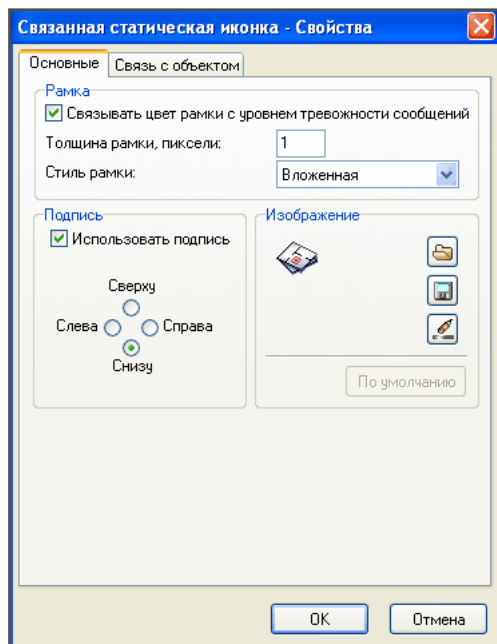 Связанная статическая иконка - Свойства
Основные
Связь с объектом
Рамка
Связывать цвет рамки с уровнем тревожности сообщений
Толщина рамки, пиксели: 1
Стиль рамки: Вложенная
Подпись
Использовать подпись
Сверху
Слева Справа
Снизу
Изображение
По умолчанию
OK
Отмена